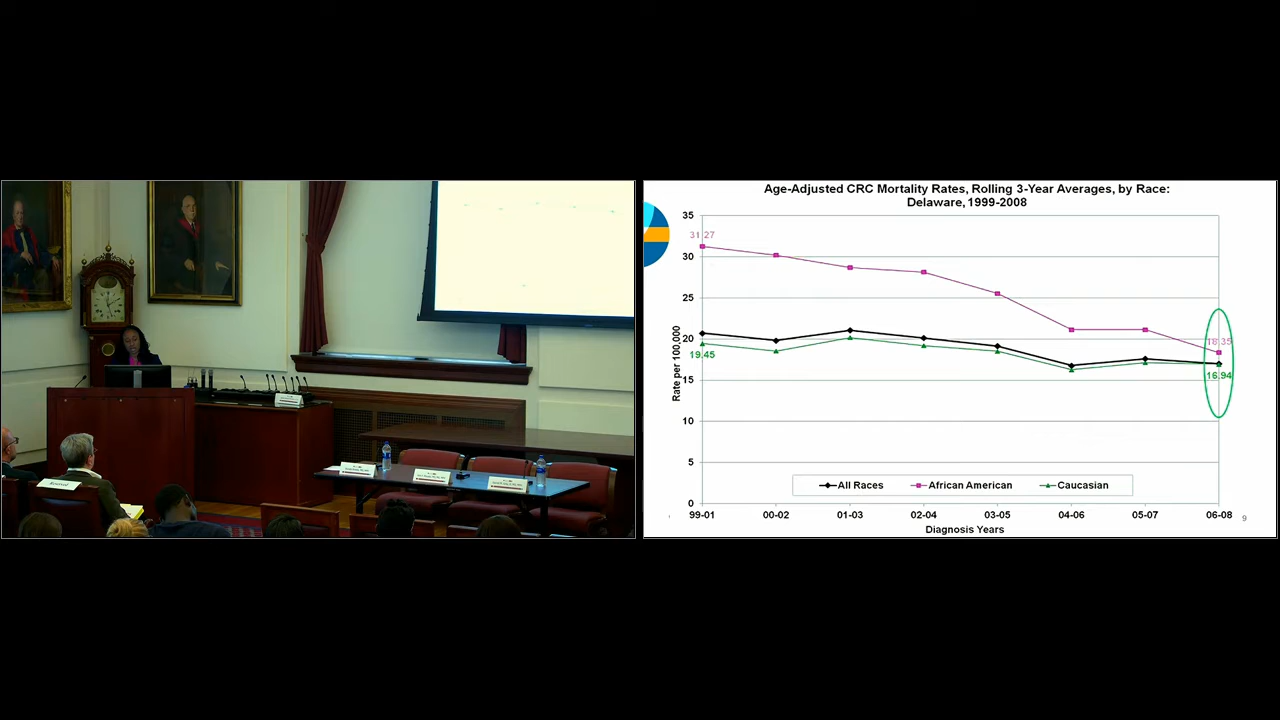 Age-Adjusted CRC Mortality Rates, Rolling 3-Year Averages, by Race:
Delaware, 1999-2008
35
30
25
20
15
10
5
0
Rate per 100,000
31.27
19.45
18.35
16.94
All Races
African American
Caucasian
99-01
00-02
01-03
02-04
03-05
04-06
05-07
06-08
Diagnosis Years
9
Reserved